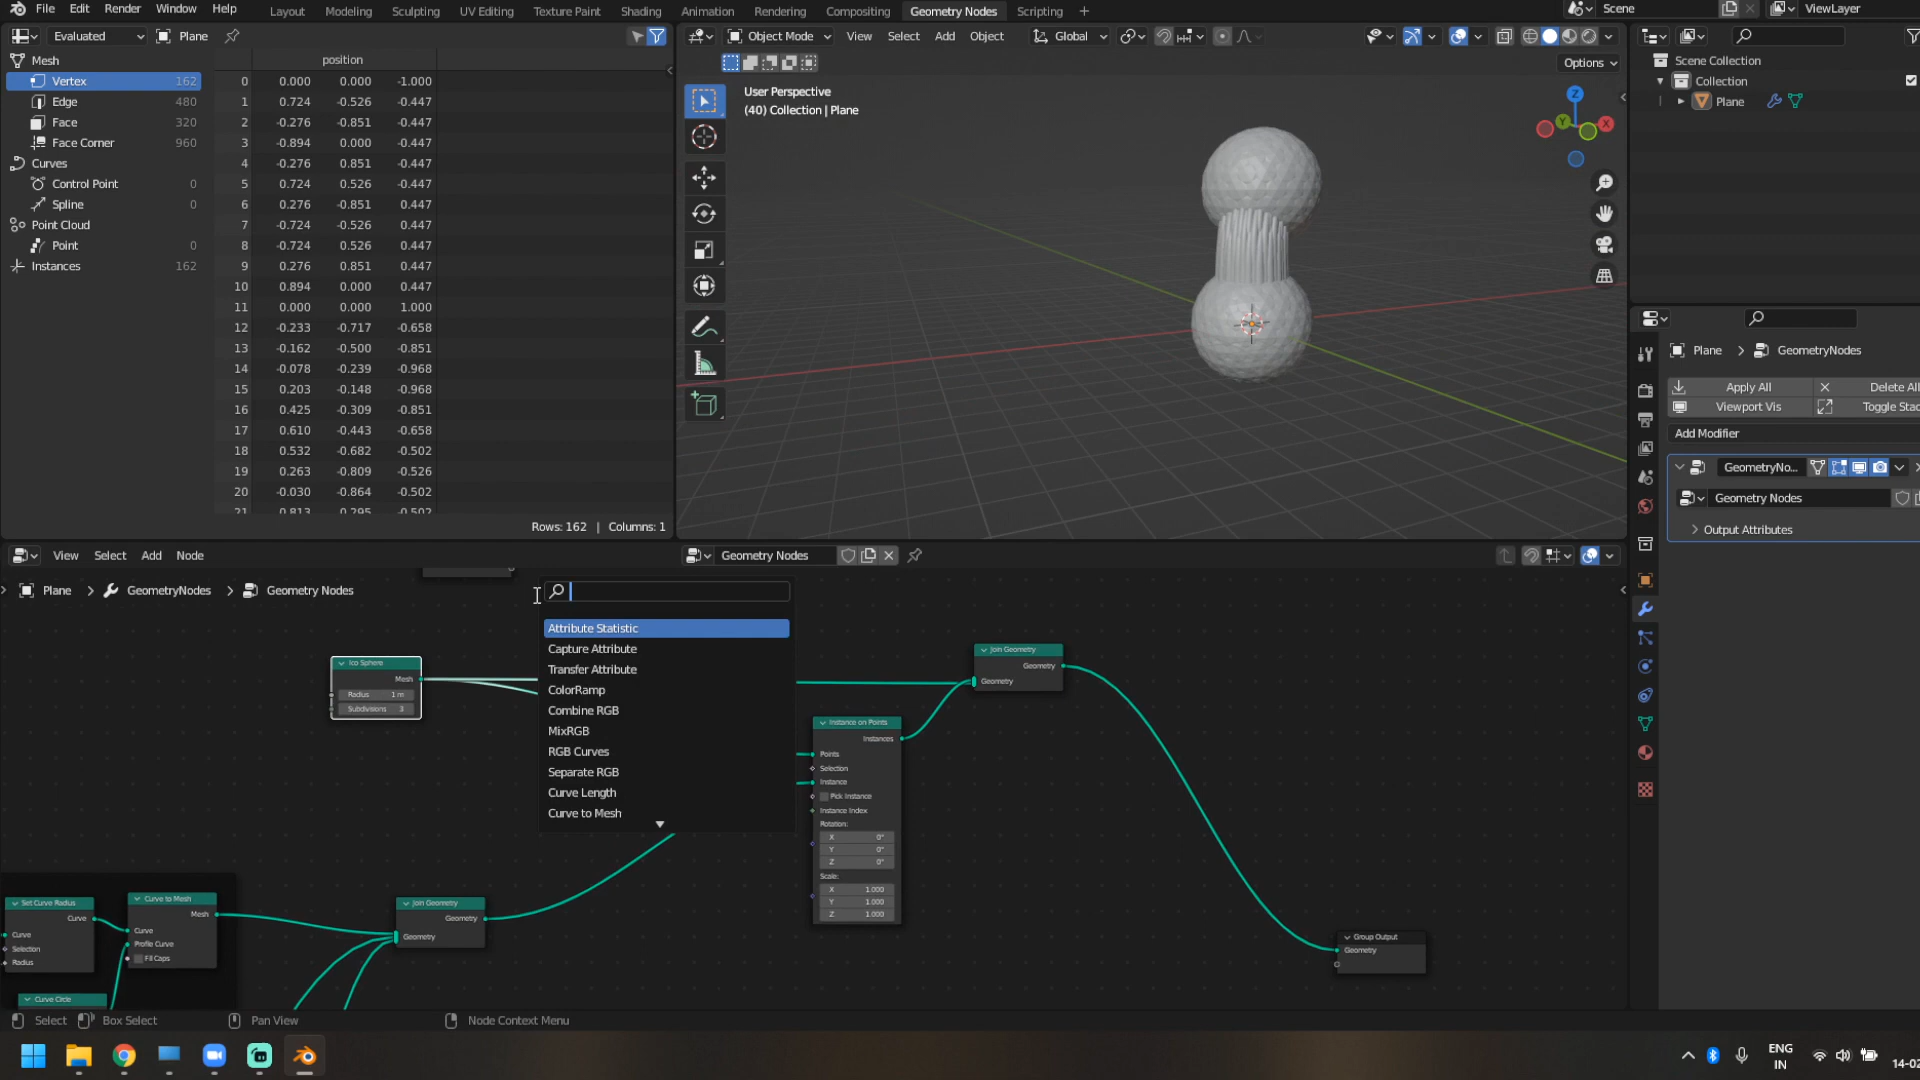 File Edit Render Window Help Layout Modeling Sculpting UV Editing Texture Paint Shading Animation Rendering Compositing Geometry Nodes Scripting + Scene ViewLayer
Evaluated Plane
Object Mode View Select Add Object Global
Options
Mesh
Vertex 162
Edge 480
Face 320
Face Corner 960
Curves
Control Point 0
Spline 0
Point Cloud
Point 0
Instances 162
position
0 0.000 0.000 -1.000
1 0.724 -0.526 -0.447
2 -0.276 -0.851 -0.447
3 -0.894 0.000 -0.447
4 -0.276 0.851 -0.447
5 0.724 0.526 -0.447
6 0.276 -0.851 0.447
7 -0.724 -0.526 0.447
8 -0.724 0.526 0.447
9 0.276 0.851 0.447
10 0.894 0.000 0.447
11 0.000 0.000 1.000
12 -0.233 -0.717 -0.658
13 -0.162 -0.500 -0.851
14 -0.078 -0.239 -0.968
15 0.203 -0.148 -0.968
16 0.425 -0.309 -0.851
17 0.610 -0.443 -0.658
18 0.532 -0.682 -0.502
19 0.263 -0.809 -0.526
20 -0.030 -0.864 -0.502
21 0.813 0.295 -0.502
Rows: 162 | Columns: 1
User Perspective
(40) Collection | Plane
Z
Y
X
Scene Collection
Collection
Plane
Plane > GeometryNodes
Apply All Delete All
Viewport Vis Toggle Stac
Add Modifier
GeometryNo...
Geometry Nodes
Output Attributes
View Select Add Node Geometry Nodes
Plane > GeometryNodes > Geometry Nodes
Attribute Statistic
Capture Attribute
Transfer Attribute
ColorRamp
Combine RGB
MixRGB
RGB Curves
Separate RGB
Curve Length
Curve to Mesh
Ico Sphere
Mesh
Radius 1 m
Subdivisions 3
Join Geometry
Geometry
Geometry
Instance on Points
Instances
Points
Selection
Instance
Pick Instance
Instance Index
Rotation:
X 0°
Y 0°
Z 0°
Scale:
X 1.000
Y 1.000
Z 1.000
Set Curve Radius
Curve
Curve
Selection
Radius
Curve to Mesh
Mesh
Curve
Profile Curve
Fill Caps
Curve Circle
Join Geometry
Geometry
Geometry
Group Output
Geometry
Select Box Select Pan View Node Context Menu
ENG
IN
14-02